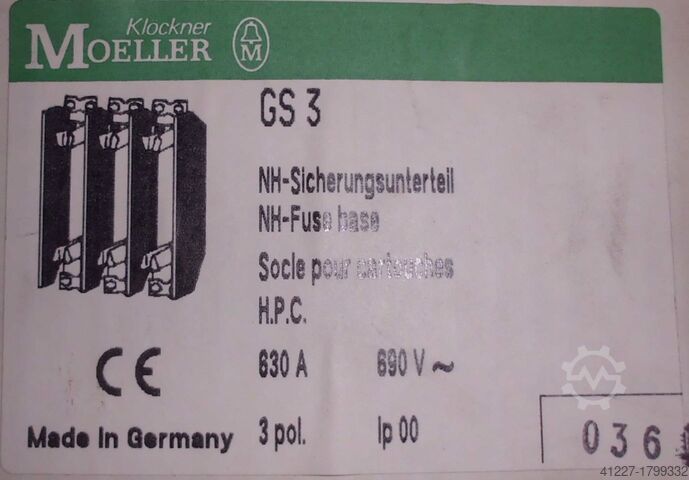 Klockner
MOELLER
M
GS 3
NH-Sicherungsunterteil
NH-Fuse base
Socle pour cartouches
H.P.C.
630 A 690 V ~
CE
Made in Germany
3 pol. Ip 00
036
41227-1799332